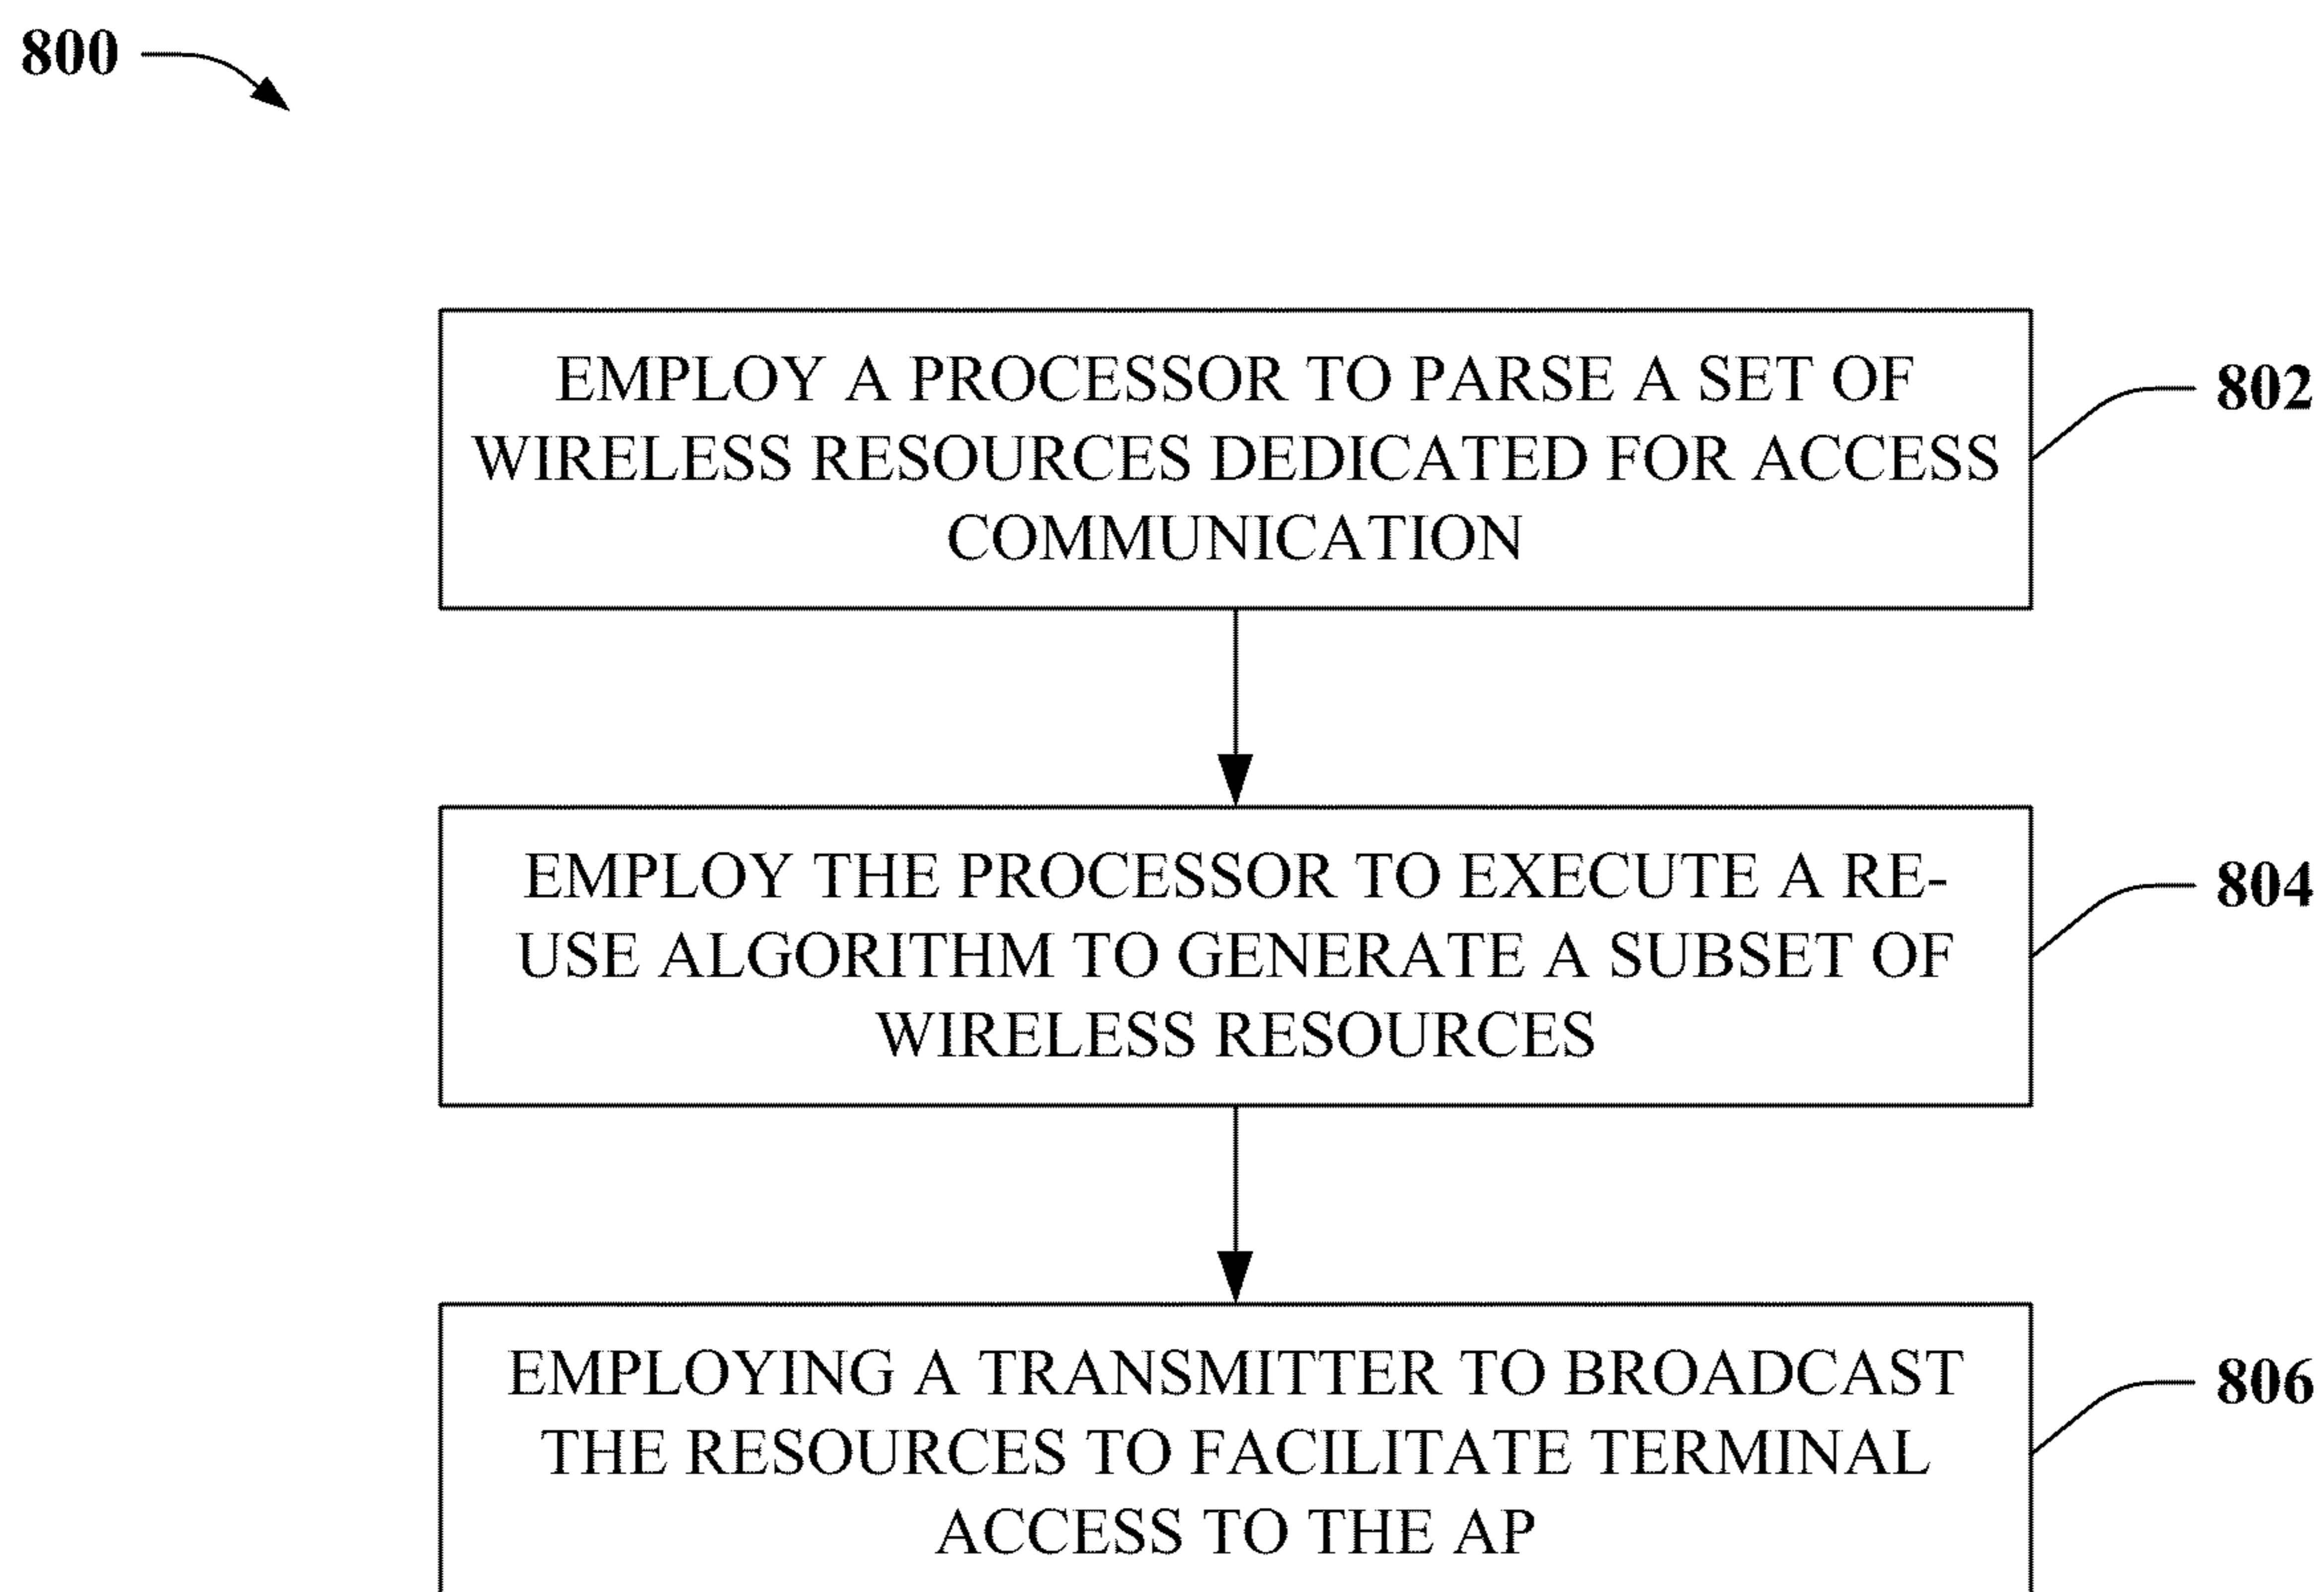 800
EMPLOY A PROCESSOR TO PARSE A SET OF
WIRELESS RESOURCES DEDICATED FOR ACCESS
COMMUNICATION
802
EMPLOY THE PROCESSOR TO EXECUTE A RE-
USE ALGORITHM TO GENERATE A SUBSET OF
WIRELESS RESOURCES
804
EMPLOYING A TRANSMITTER TO BROADCAST
THE RESOURCES TO FACILITATE TERMINAL
ACCESS TO THE AP
806